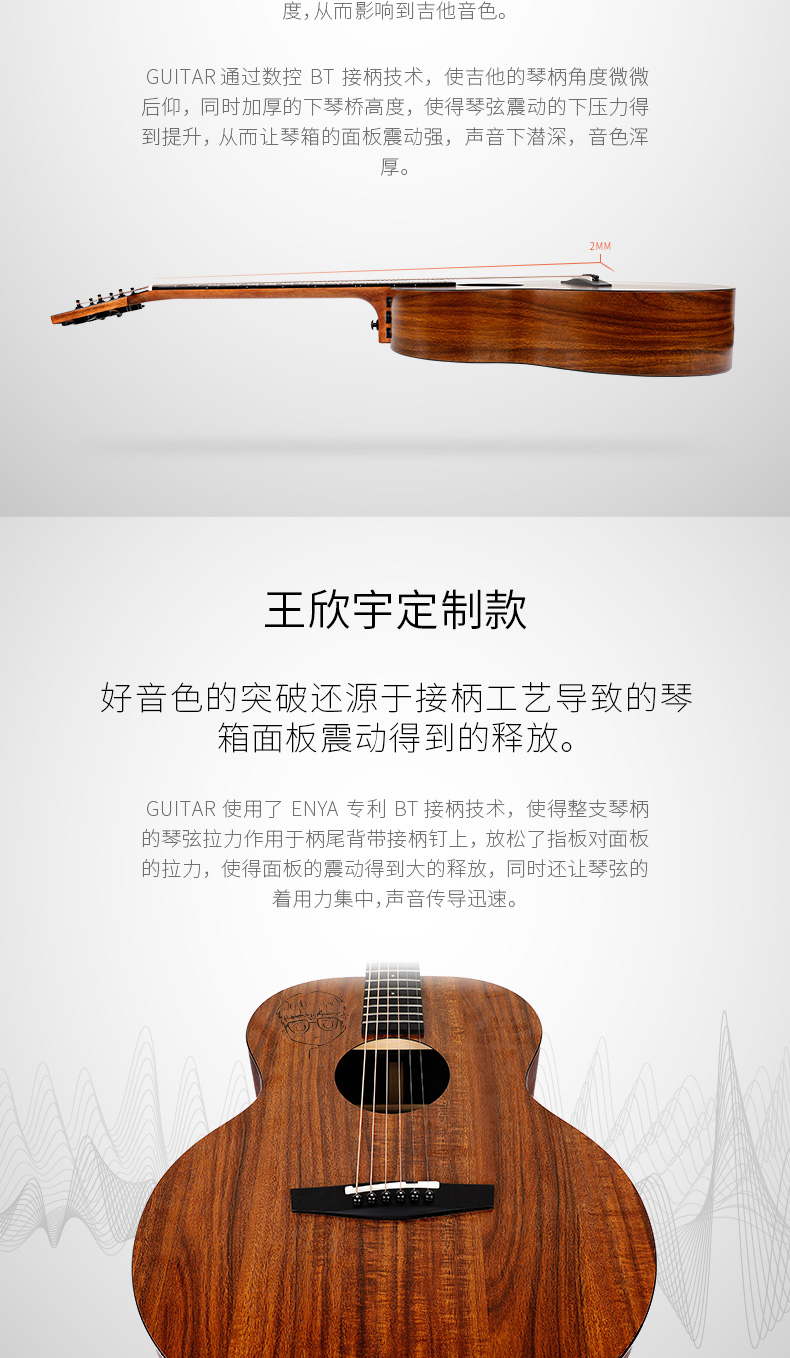 度，从而影响到吉他音色。
GUITAR 通过数控 BT 接柄技术，使吉他的琴柄角度微微
后仰，同时加厚的下琴桥高度，使得琴弦震动的下压力得
到提升，从而让琴箱的面板震动强，声音下潜深，音色浑
厚。
2MM
王欣宇定制款
好音色的突破还源于接柄工艺导致的琴
箱面板震动得到的释放。
GUITAR 使用了 ENYA 专利 BT 接柄技术，使得整支琴柄
的琴弦拉力作用于柄尾背带接柄钉上，放松了指板对面板
的拉力，使得面板的震动得到大的释放，同时还让琴弦的
着用力集中，声音传导迅速。